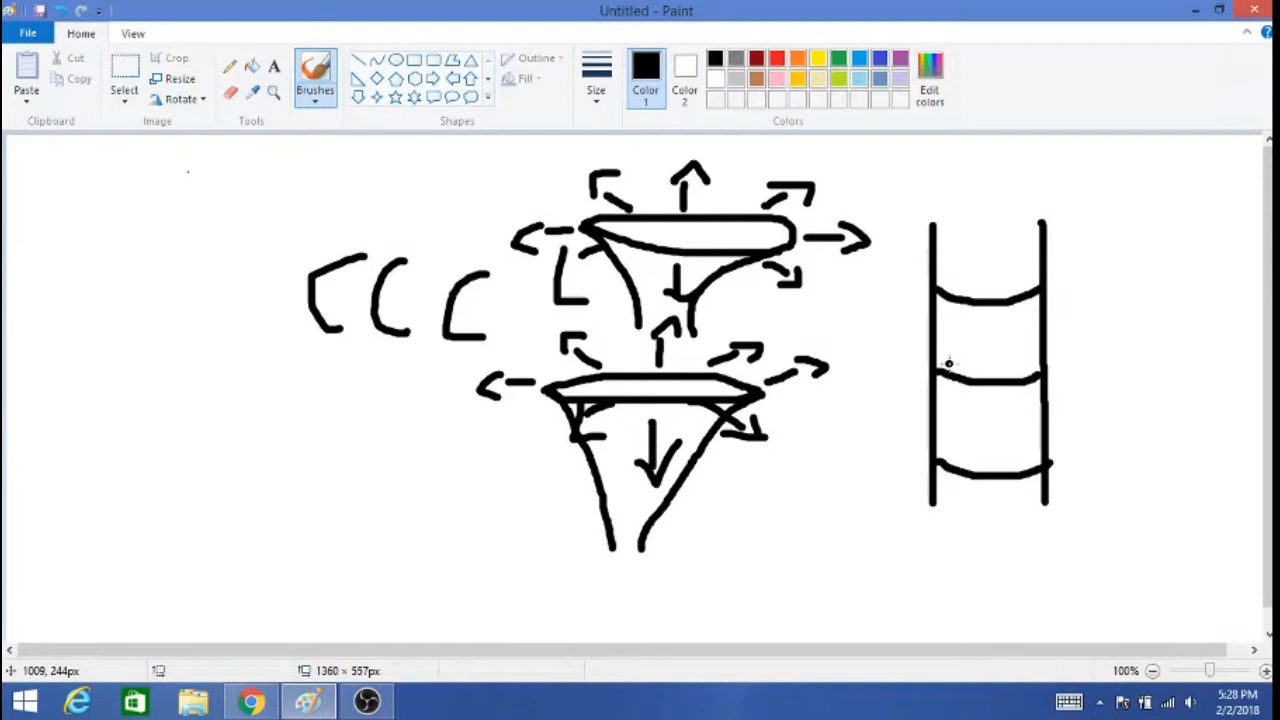 Untitled - Paint
File
Home
View
Paste
Cut
Copy
Clipboard
Select
Crop
Resize
Rotate
Image
Tools
Brushes
Outline
Fill
Shapes
Size
Color 1
Color 2
Edit colors
Colors
C C C
1009, 244px
1360 × 557px
100%
5:28 PM
2/2/2018